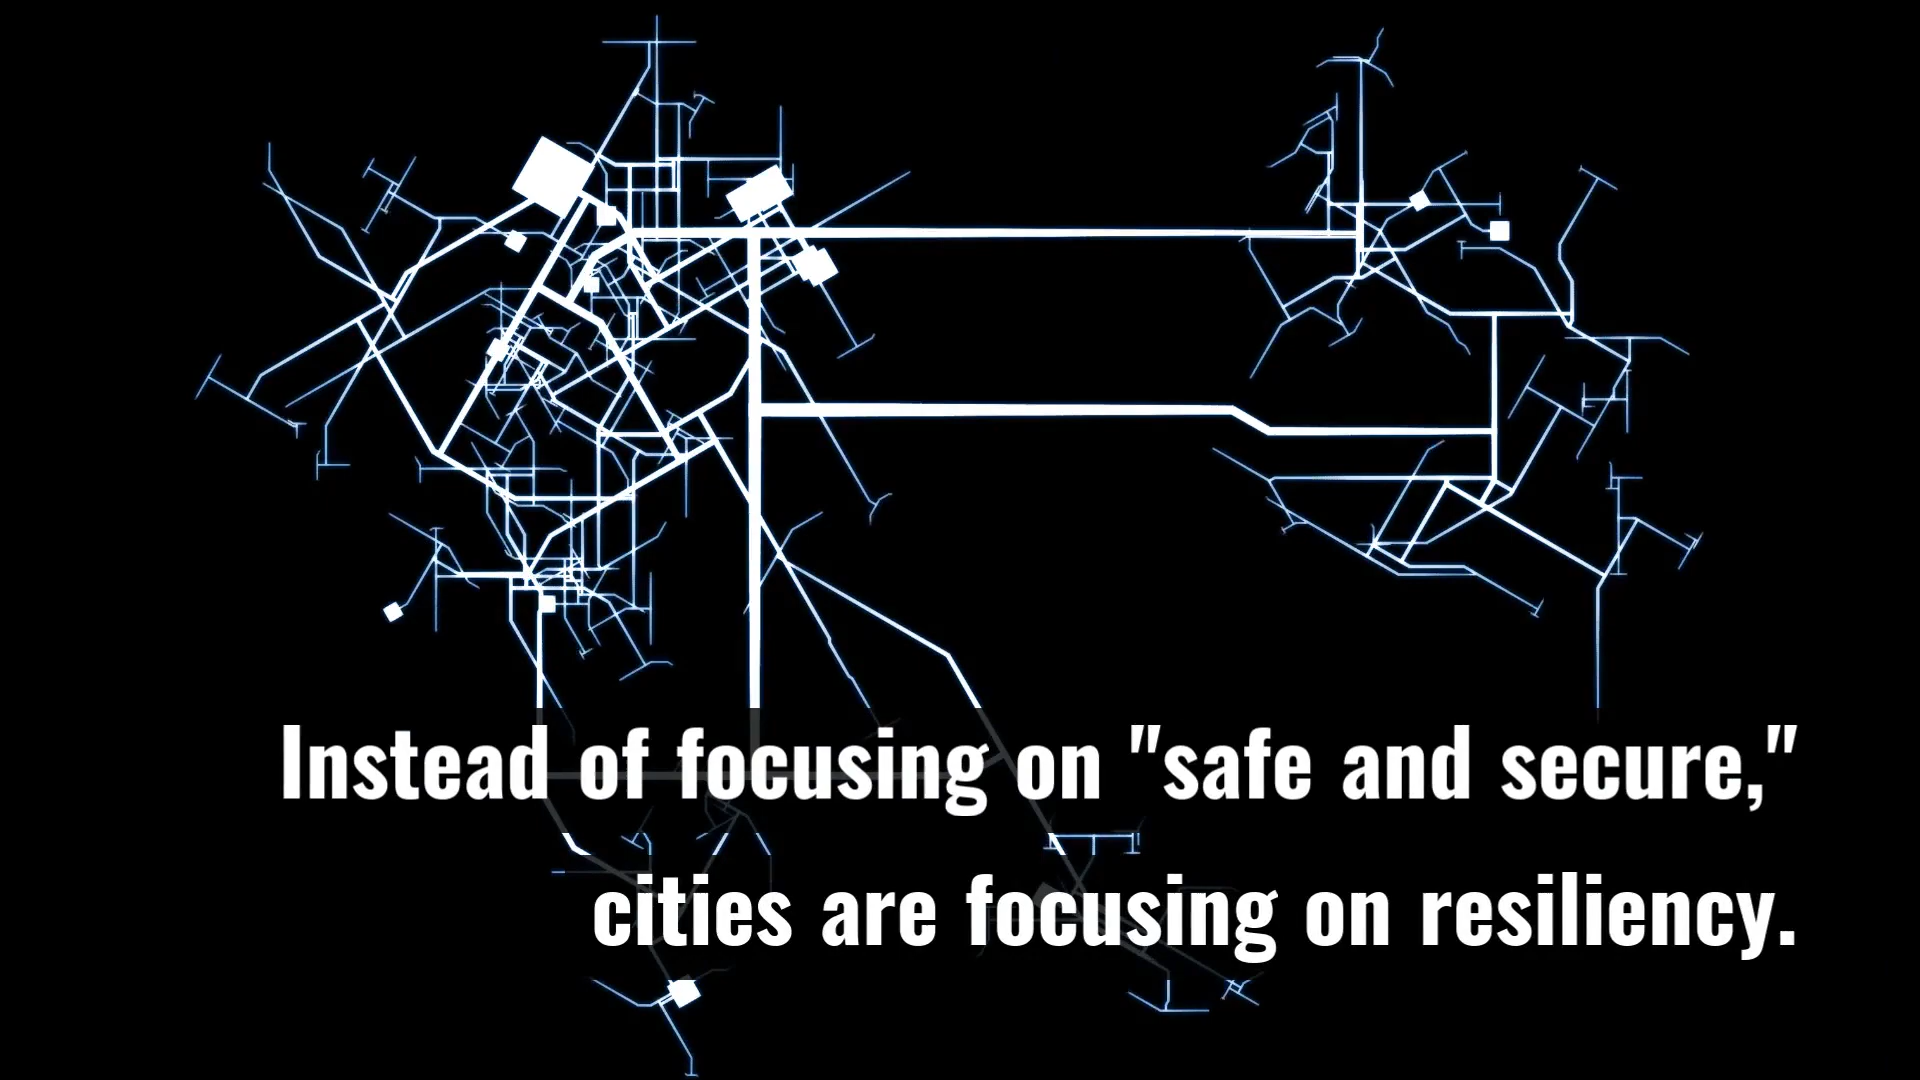 Instead of focusing on "safe and secure,"
cities are focusing on resiliency.